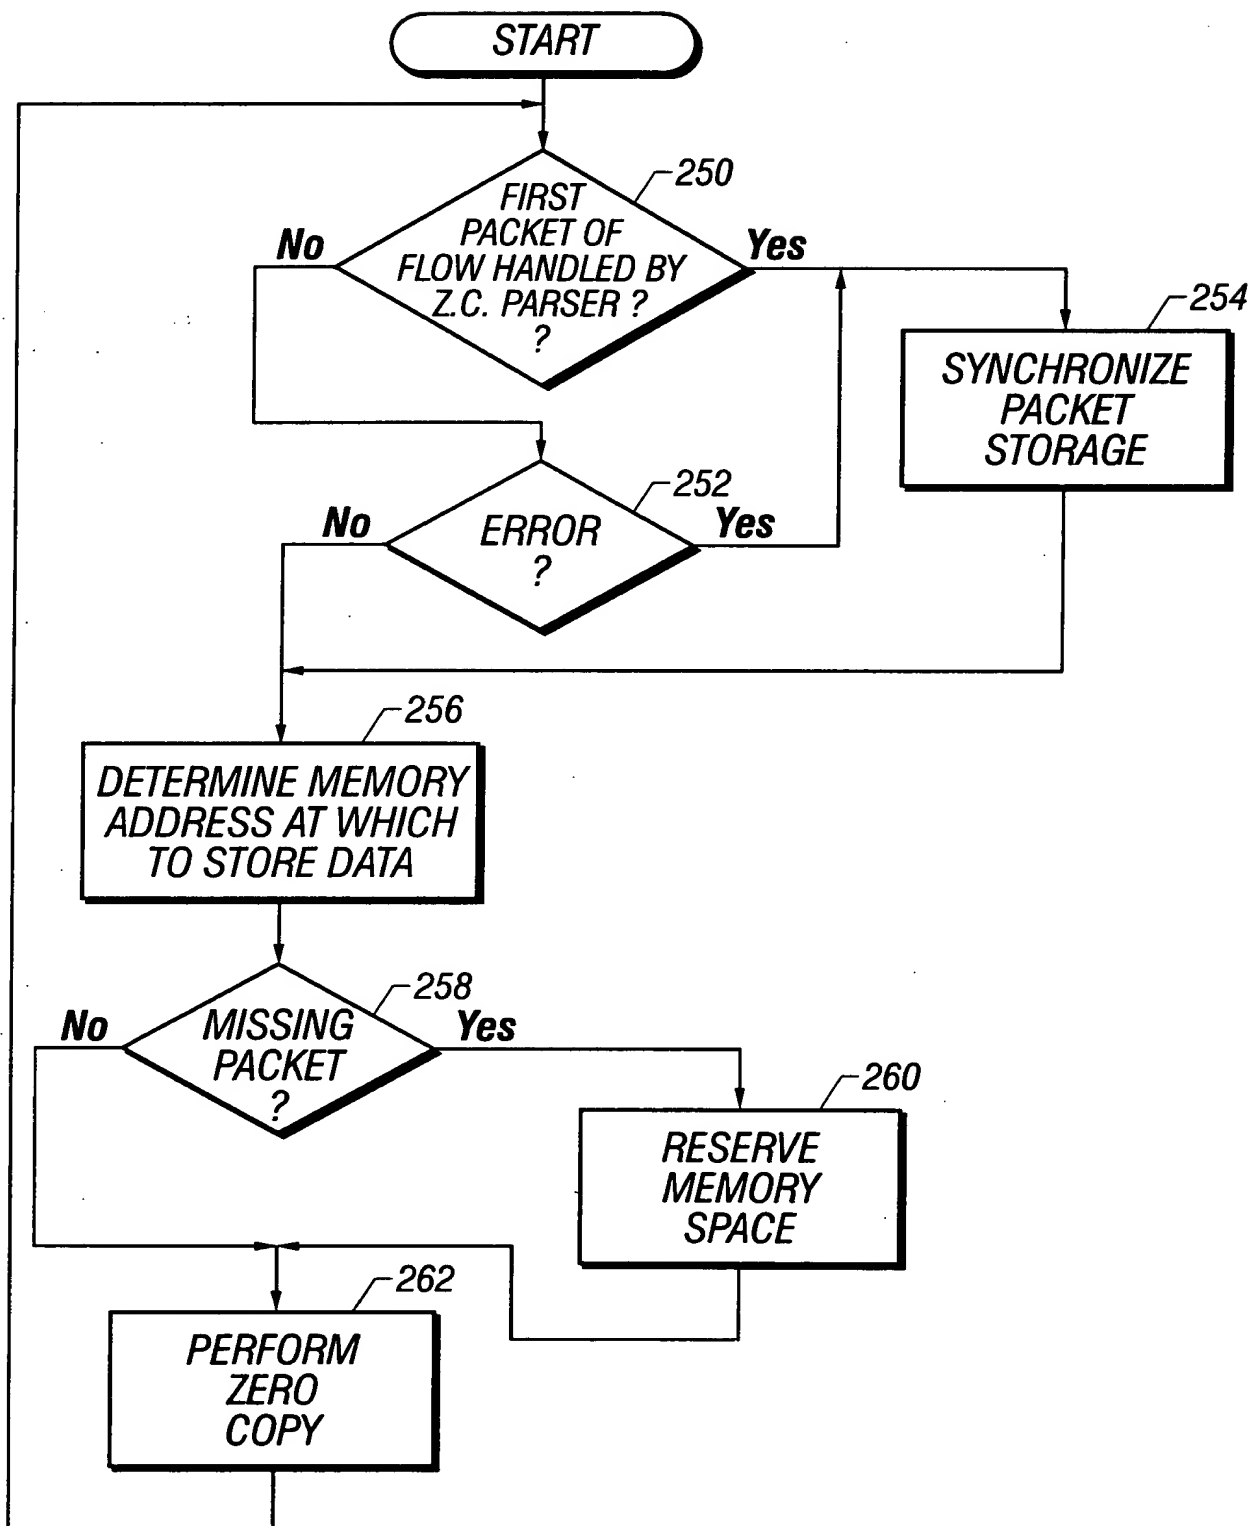 START
250
FIRST
PACKET OF
FLOW HANDLED BY
Z.C. PARSER ?
?
No
Yes
254
SYNCHRONIZE
PACKET
STORAGE
252
ERROR
?
No
Yes
256
DETERMINE MEMORY
ADDRESS AT WHICH
TO STORE DATA
258
MISSING
PACKET
?
No
Yes
260
RESERVE
MEMORY
SPACE
262
PERFORM
ZERO
COPY